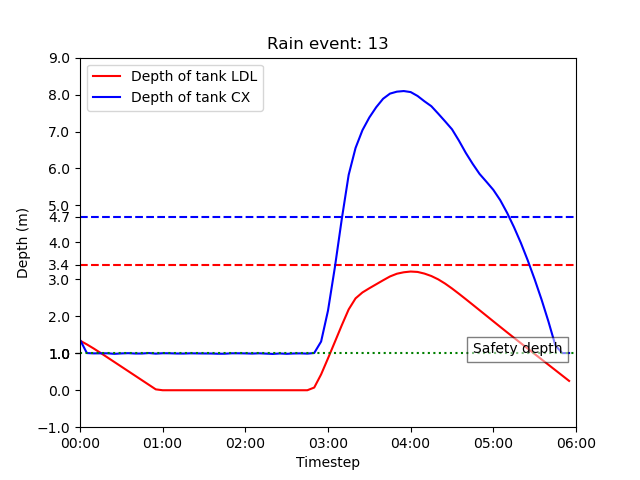 Rain event: 13
Depth of tank LDL
Depth of tank CX
9.0
8.0
7.0
6.0
5.0
4.7
4.0
3.4
3.0
2.0
1.0
1.0
0.0
−1.0
Depth (m)
Safety depth
00:00 01:00 02:00 03:00 04:00 05:00 06:00
Timestep